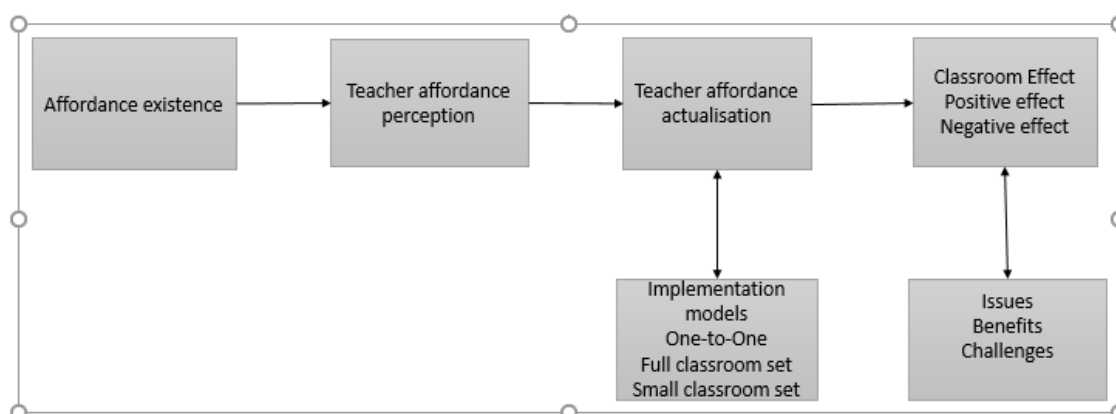 Affordance existence
Teacher affordance
perception
Teacher affordance
actualisation
Classroom Effect
Positive effect
Negative effect
Implementation
models
One-to-One
Full classroom set
Small classroom set
Issues
Benefits
Challenges